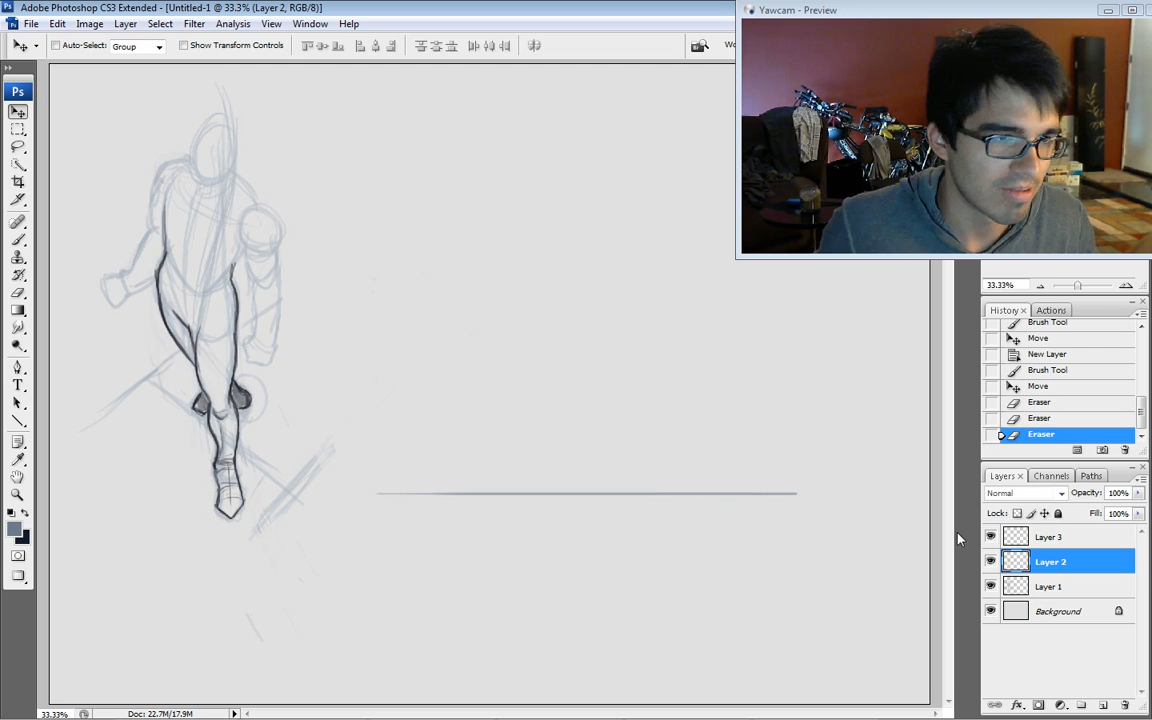 Adobe Photoshop CS3 Extended - [Untitled-1 @ 33.3% (Layer 2, RGB/8)]
Yawcam - Preview
File Edit Image Layer Select Filter Analysis View Window Help
Auto-Select: Group Show Transform Controls
Ps
33.33%
History Actions
Brush Tool
Move
New Layer
Brush Tool
Move
Eraser
Eraser
Eraser
Layers Channels Paths
Normal Opacity: 100%
Lock: Fill: 100%
Layer 3
Layer 2
Layer 1
Background
33.33% Doc: 22.7M/17.9M